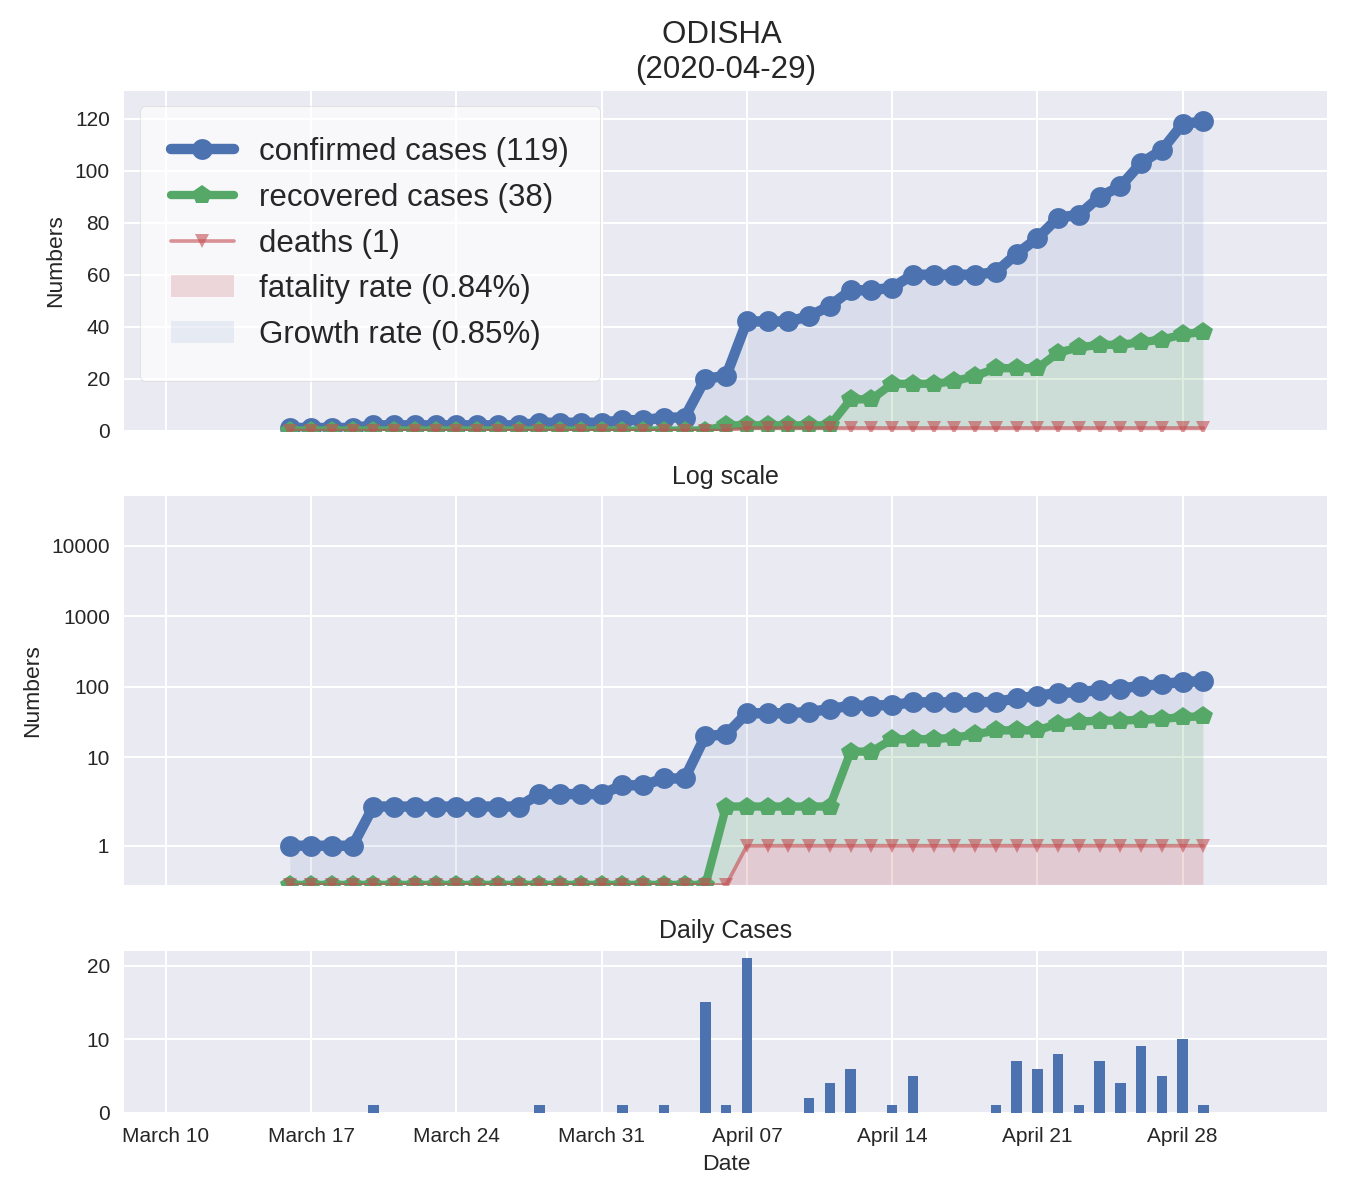 ODISHA
(2020-04-29)
120
100
80
60
40
20
0
Numbers
confirmed cases (119)
recovered cases (38)
deaths (1)
fatality rate (0.84%)
Growth rate (0.85%)
Log scale
10000
1000
100
10
1
Numbers
Daily Cases
20
10
0
March 10 March 17 March 24 March 31 April 07 April 14 April 21 April 28
Date